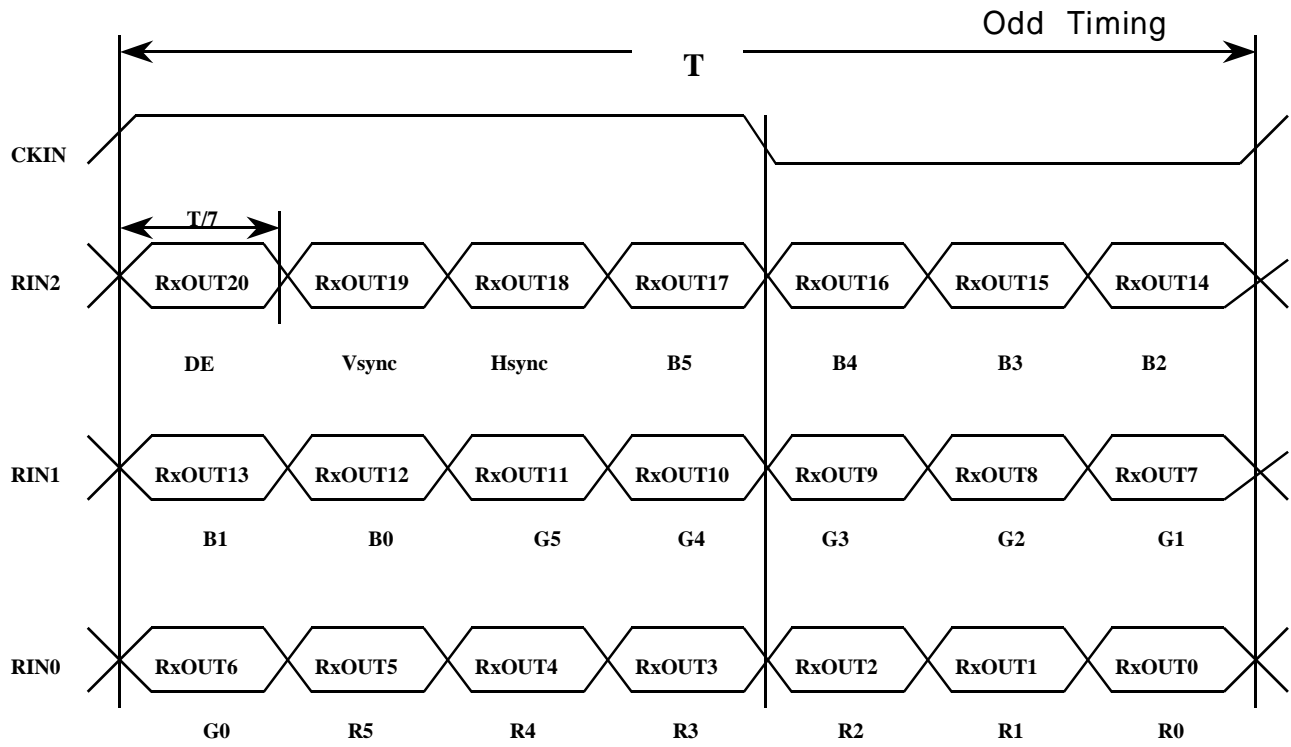 Odd Timing
T
CKIN
T/7
RIN2 RxOUT20 RxOUT19 RxOUT18 RxOUT17 RxOUT16 RxOUT15 RxOUT14
DE Vsync Hsync B5 B4 B3 B2
RIN1 RxOUT13 RxOUT12 RxOUT11 RxOUT10 RxOUT9 RxOUT8 RxOUT7
B1 B0 G5 G4 G3 G2 G1
RIN0 RxOUT6 RxOUT5 RxOUT4 RxOUT3 RxOUT2 RxOUT1 RxOUT0
G0 R5 R4 R3 R2 R1 R0